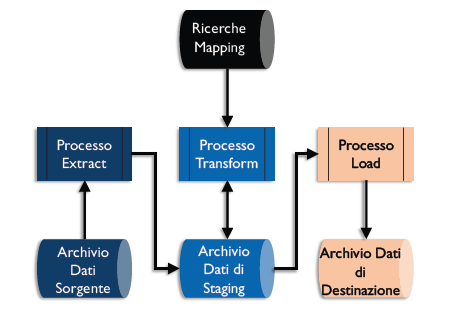 Ricerche
Mapping
Processo
Extract
Processo
Transform
Processo
Load
Archivio
Dati
Sorgente
Archivio
Dati di
Staging
Archivio Dati
di
Destinazione